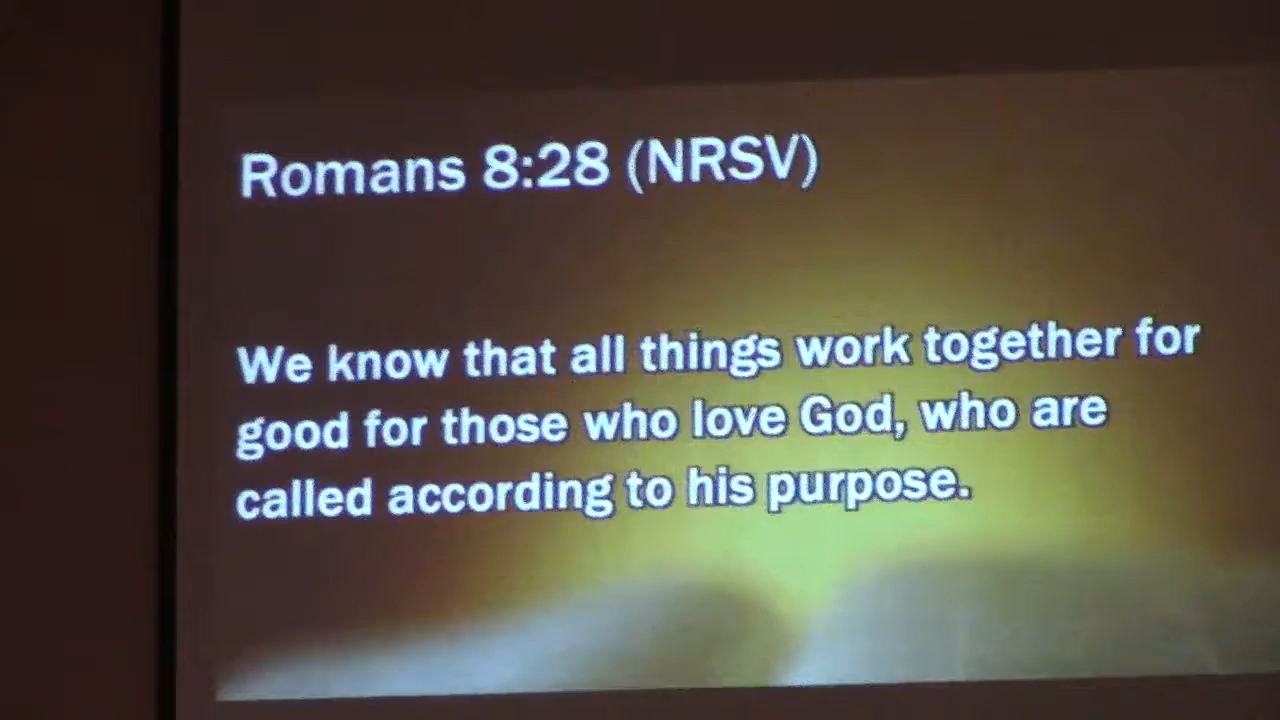 Romans 8:28 (NRSV)
We know that all things work together for
good for those who love God, who are
called according to his purpose.